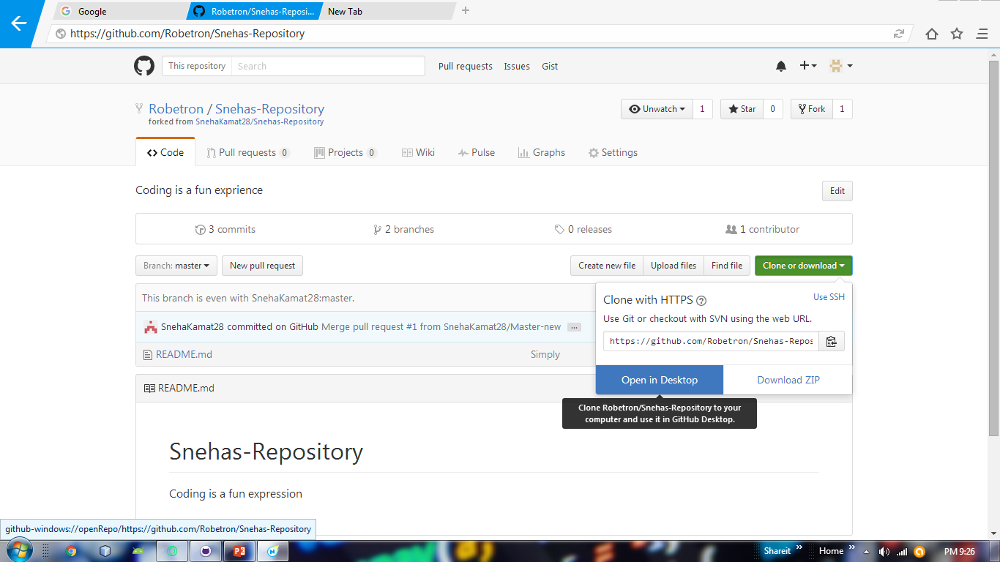 Google
Robetron/Snehas-Reposi...
New Tab
https://github.com/Robetron/Snehas-Repository
This repository Search
Pull requests Issues Gist
Robetron / Snehas-Repository
forked from SnehaKamat28/Snehas-Repository
Unwatch 1 Star 0 Fork 1
Code Pull requests 0 Projects 0 Wiki Pulse Graphs Settings
Coding is a fun exprience
Edit
3 commits 2 branches 0 releases 1 contributor
Branch: master New pull request Create new file Upload files Find file Clone or download
This branch is even with SnehaKamat28:master.
SnehaKamat28 committed on GitHub Merge pull request #1 from SnehaKamat28/Master-new ...
README.md Simply
Clone with HTTPS ? Use SSH
Use Git or checkout with SVN using the web URL.
https://github.com/Robetron/Snehas-Repos
Open in Desktop Download ZIP
Clone Robetron/Snehas-Repository to your
computer and use it in GitHub Desktop.
README.md
Snehas-Repository
Coding is a fun expression
github-windows://openRepo/https://github.com/Robetron/Snehas-Repository
Shareit » Home » PM 9:26